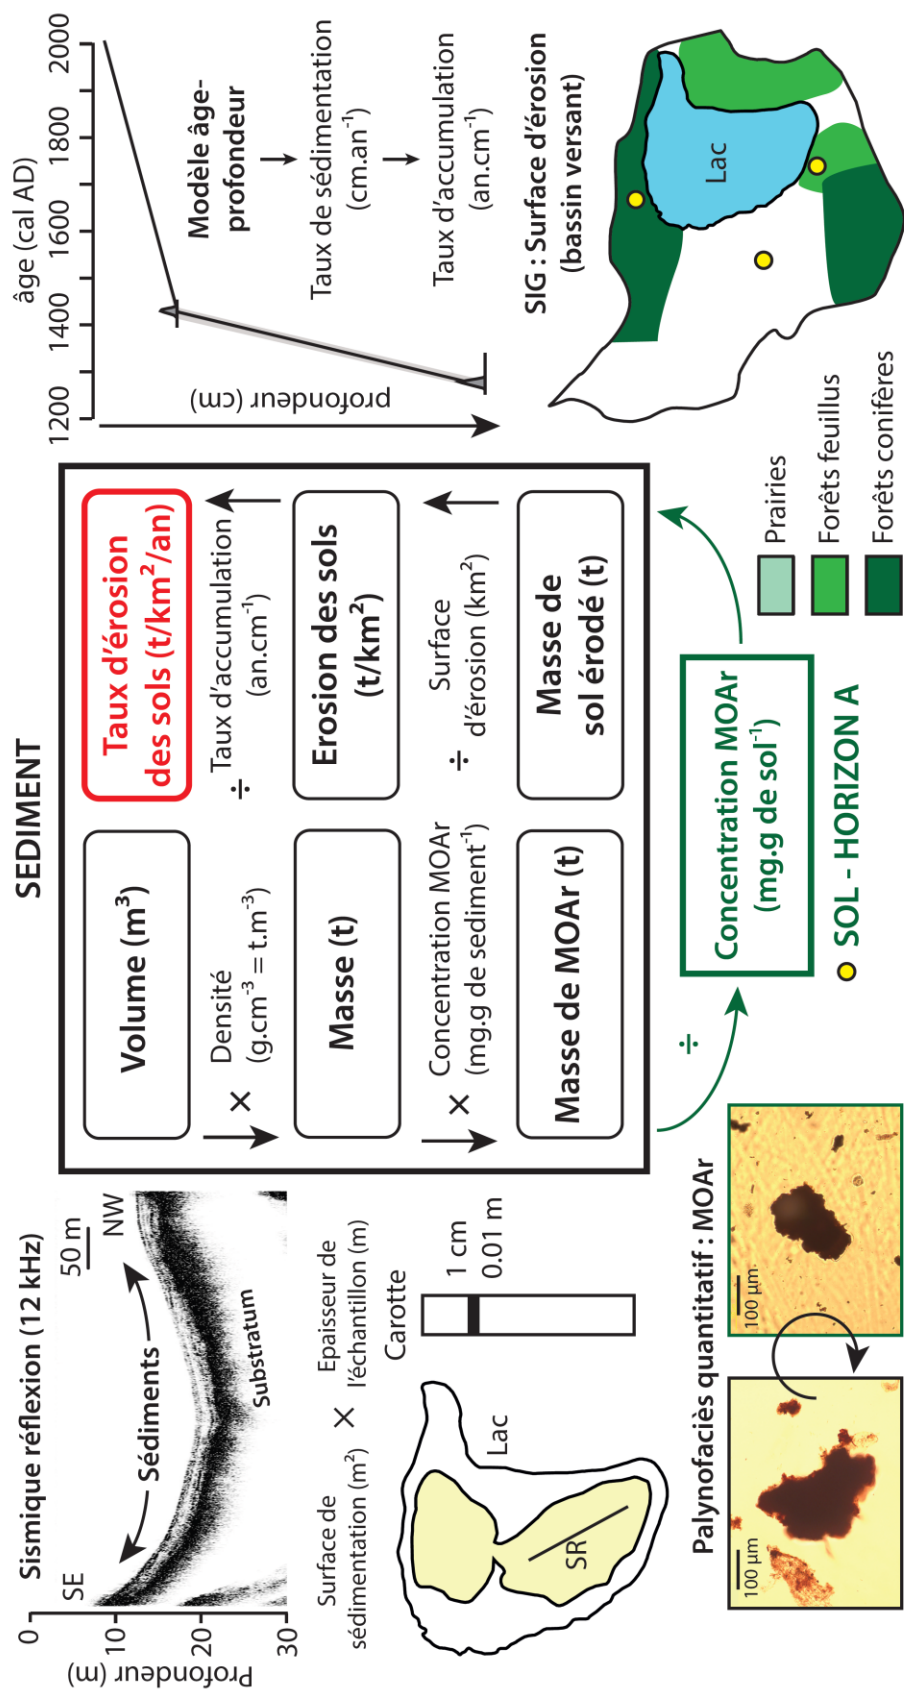 Sismique réflexion (12 kHz)
0
10
20
30
Profondeur (m)
SE
NW
50 m
Sédiments
Substratum
Surface de
sédimentation (m²)
×
Epaisseur de
l'échantillon (m)
Carotte
1 cm
0.01 m
Lac
SR
Palynofaciès quantitatif : MOAr
100 µm
100 µm
SEDIMENT
Volume (m³)
×
Densité
(g.cm⁻³ = t.m⁻³)
Masse (t)
×
Concentration MOAr
(mg.g de sediment⁻¹)
Masse de MOAr (t)
÷
Concentration MOAr
(mg.g de sol⁻¹)
SOL - HORIZON A
Masse de
sol érodé (t)
÷
Surface
d'érosion (km²)
Erosion des sols
(t/km²)
÷
Taux d'accumulation
(an.cm⁻¹)
Taux d'érosion
des sols (t/km²/an)
âge (cal AD)
1200
1400
1600
1800
2000
profondeur (cm)
Modèle âge-
profondeur
Taux de sédimentation
(cm.an⁻¹)
Taux d'accumulation
(an.cm⁻¹)
SIG : Surface d'érosion
(bassin versant)
Lac
Prairies
Forêts feuillus
Forêts conifères